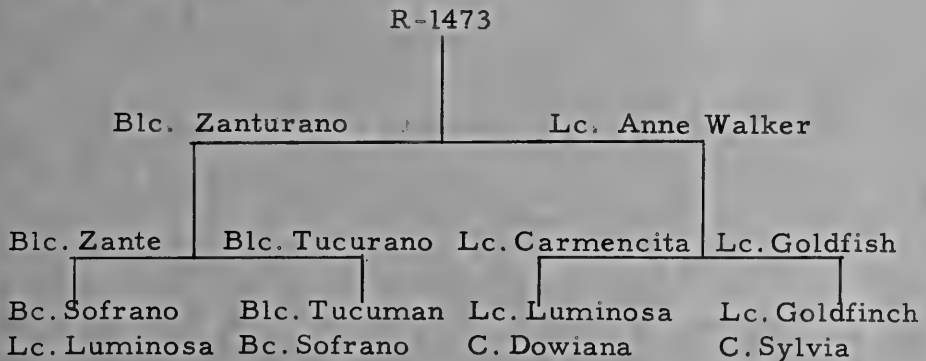 R-1473
Blc. Zanturano Lc. Anne Walker
Blc. Zante Blc. Tucurano Lc. Carmencita Lc. Goldfish
Bc. Sofrano Blc. Tucuman Lc. Luminosa Lc. Goldfinch
Lc. Luminosa Bc. Sofrano C. Dowiana C. Sylvia